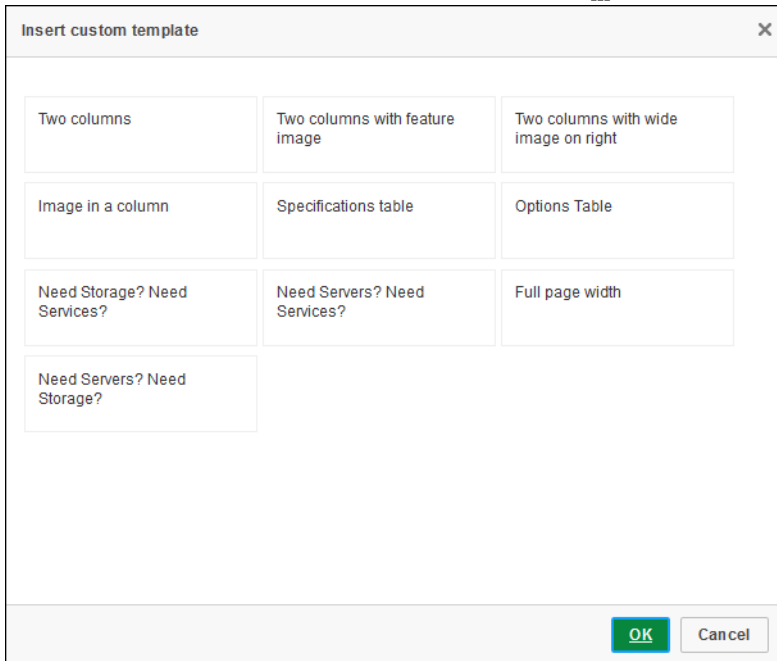 Insert custom template
Two columns
Two columns with feature
image
Two columns with wide
image on right
Image in a column
Specifications table
Options Table
Need Storage? Need
Services?
Need Servers? Need
Services?
Full page width
Need Servers? Need
Storage?
OK
Cancel